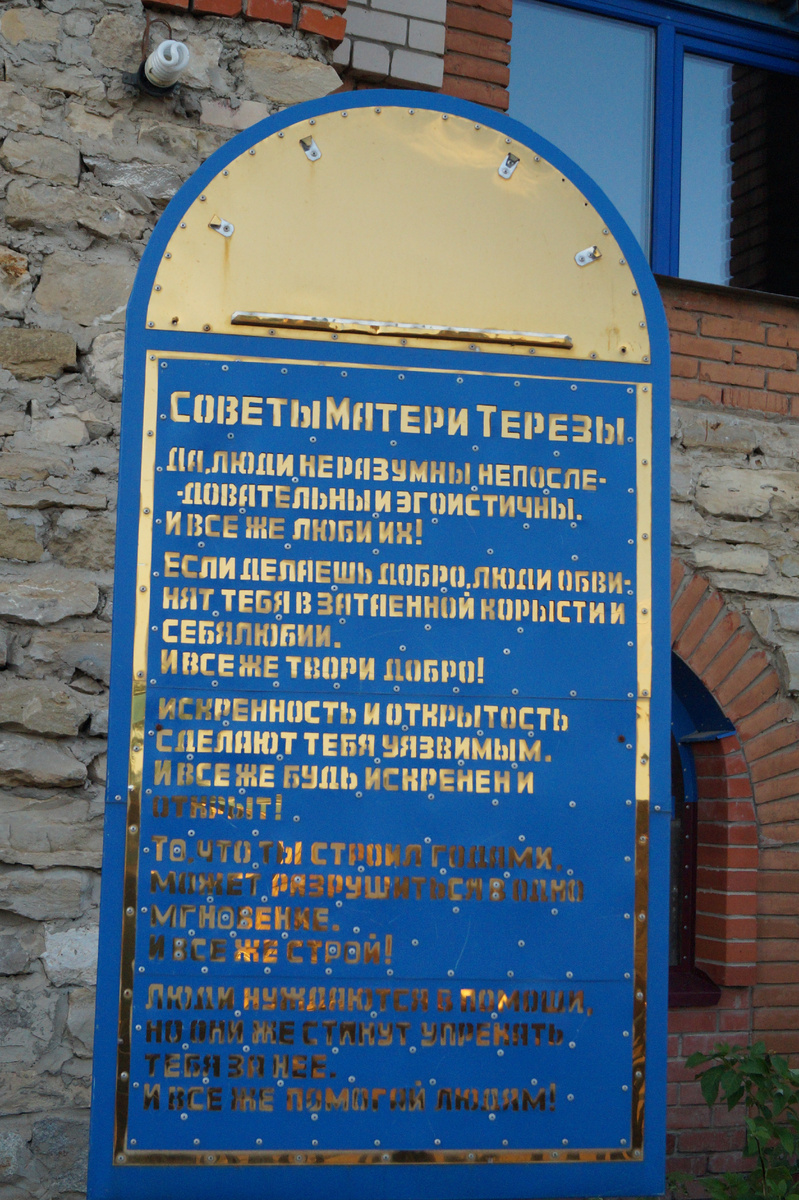 СОВЕТЫ МАТЕРИ ТЕРЕЗЫ
ДА, ЛЮДИ НЕРАЗУМНЫ, НЕПОСЛЕ-
-ДОВАТЕЛЬНЫ И ЭГОИСТИЧНЫ.
И ВСЕ ЖЕ ЛЮБИ ИХ!
ЕСЛИ ДЕЛАЕШЬ ДОБРО, ЛЮДИ ОБВИ-
НЯТ ТЕБЯ В ЗАТАЕННОЙ КОРЫСТИ И
СЕБЯЛЮБИИ.
И ВСЕ ЖЕ ТВОРИ ДОБРО!
ИСКРЕННОСТЬ И ОТКРЫТОСТЬ
СДЕЛАЮТ ТЕБЯ УЯЗВИМЫМ.
И ВСЕ ЖЕ БУДЬ ИСКРЕНЕН И
ОТКРЫТ!
ТО, ЧТО ТЫ СТРОИЛ ГОДАМИ,
МОЖЕТ РАЗРУШИТЬСЯ В ОДНО
МГНОВЕНИЕ.
И ВСЕ ЖЕ СТРОЙ!
ЛЮДИ НУЖДАЮТСЯ В ПОМОЩИ,
НО ОНИ ЖЕ СТАНУТ УПРЕКАТЬ
ТЕБЯ ЗА НЕЕ.
И ВСЕ ЖЕ ПОМОГАЙ ЛЮДЯМ!